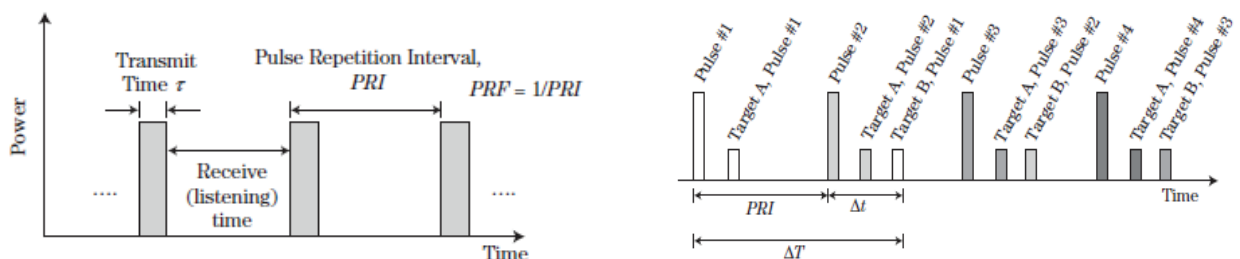 Power
Transmit
Time τ
Pulse Repetition Interval,
PRI
PRF = 1/PRI
Receive
(listening)
time
....
....
Time
Pulse #1
Target A, Pulse #1
Pulse #2
Target A, Pulse #2
Target B, Pulse #1
Pulse #3
Target A, Pulse #3
Target B, Pulse #2
Pulse #4
Target A, Pulse #4
Target B, Pulse #3
Time
PRI
Δt
ΔT